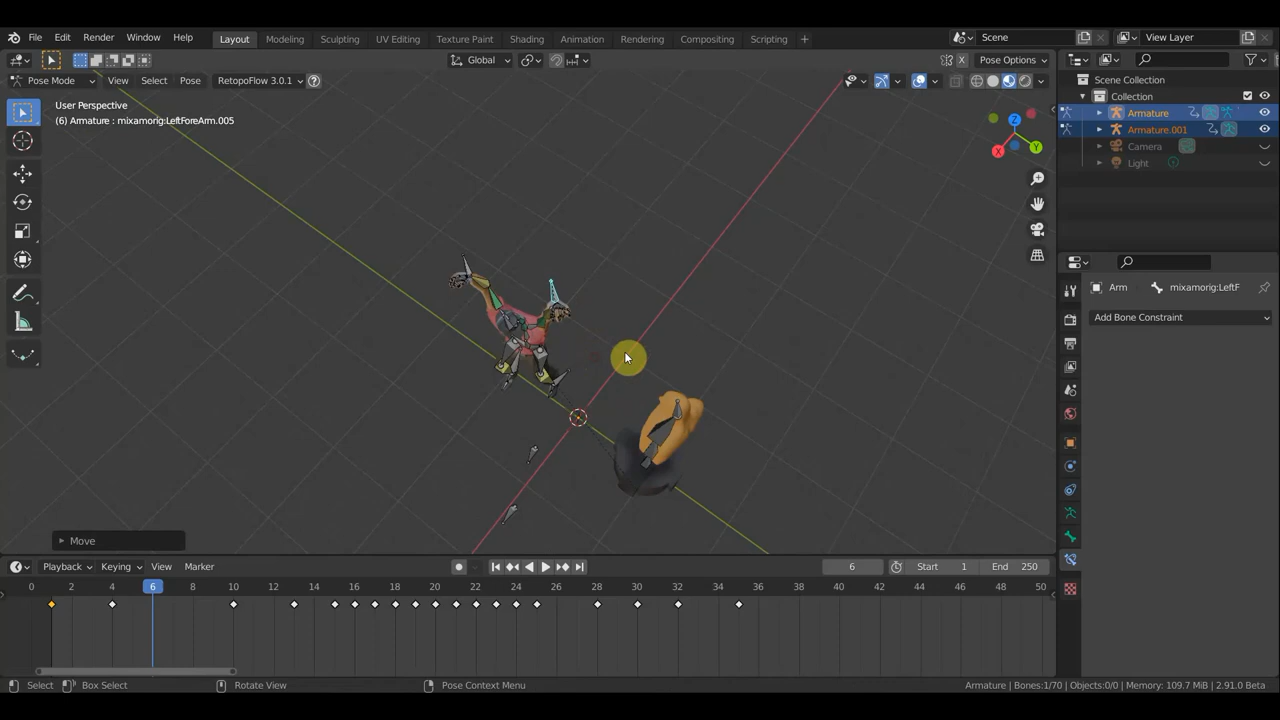 File Edit Render Window Help Layout Modeling Sculpting UV Editing Texture Paint Shading Animation Rendering Compositing Scripting + Scene View Layer
Global X Pose Options
Pose Mode View Select Pose RetopoFlow 3.0.1 ?
User Perspective
(6) Armature : mixamorig:LeftForeArm.005
Z
X
Y
Scene Collection
Collection
Armature
Armature.001
Camera
Light
Arm mixamorig:LeftF
Add Bone Constraint
Move
Playback Keying View Marker 6 Start 1 End 250
0 2 4 6 8 10 12 14 16 18 20 22 24 26 28 30 32 34 36 38 40 42 44 46 48 50
Select Box Select Rotate View Pose Context Menu Armature | Bones:1/70 | Objects:0/0 | Memory: 109.7 MiB | 2.91.0 Beta